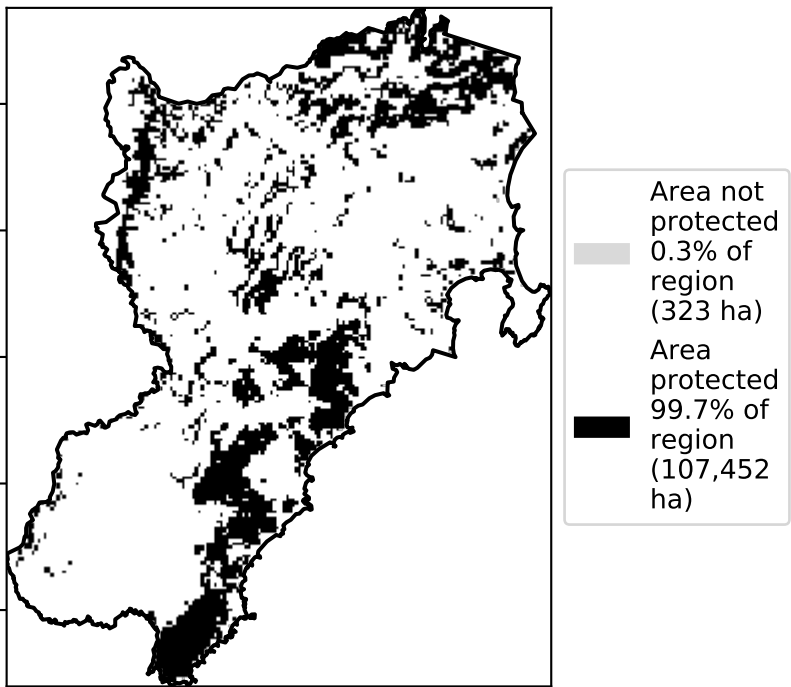 Area not
protected
0.3% of
region
(323 ha)
Area
protected
99.7% of
region
(107,452
ha)